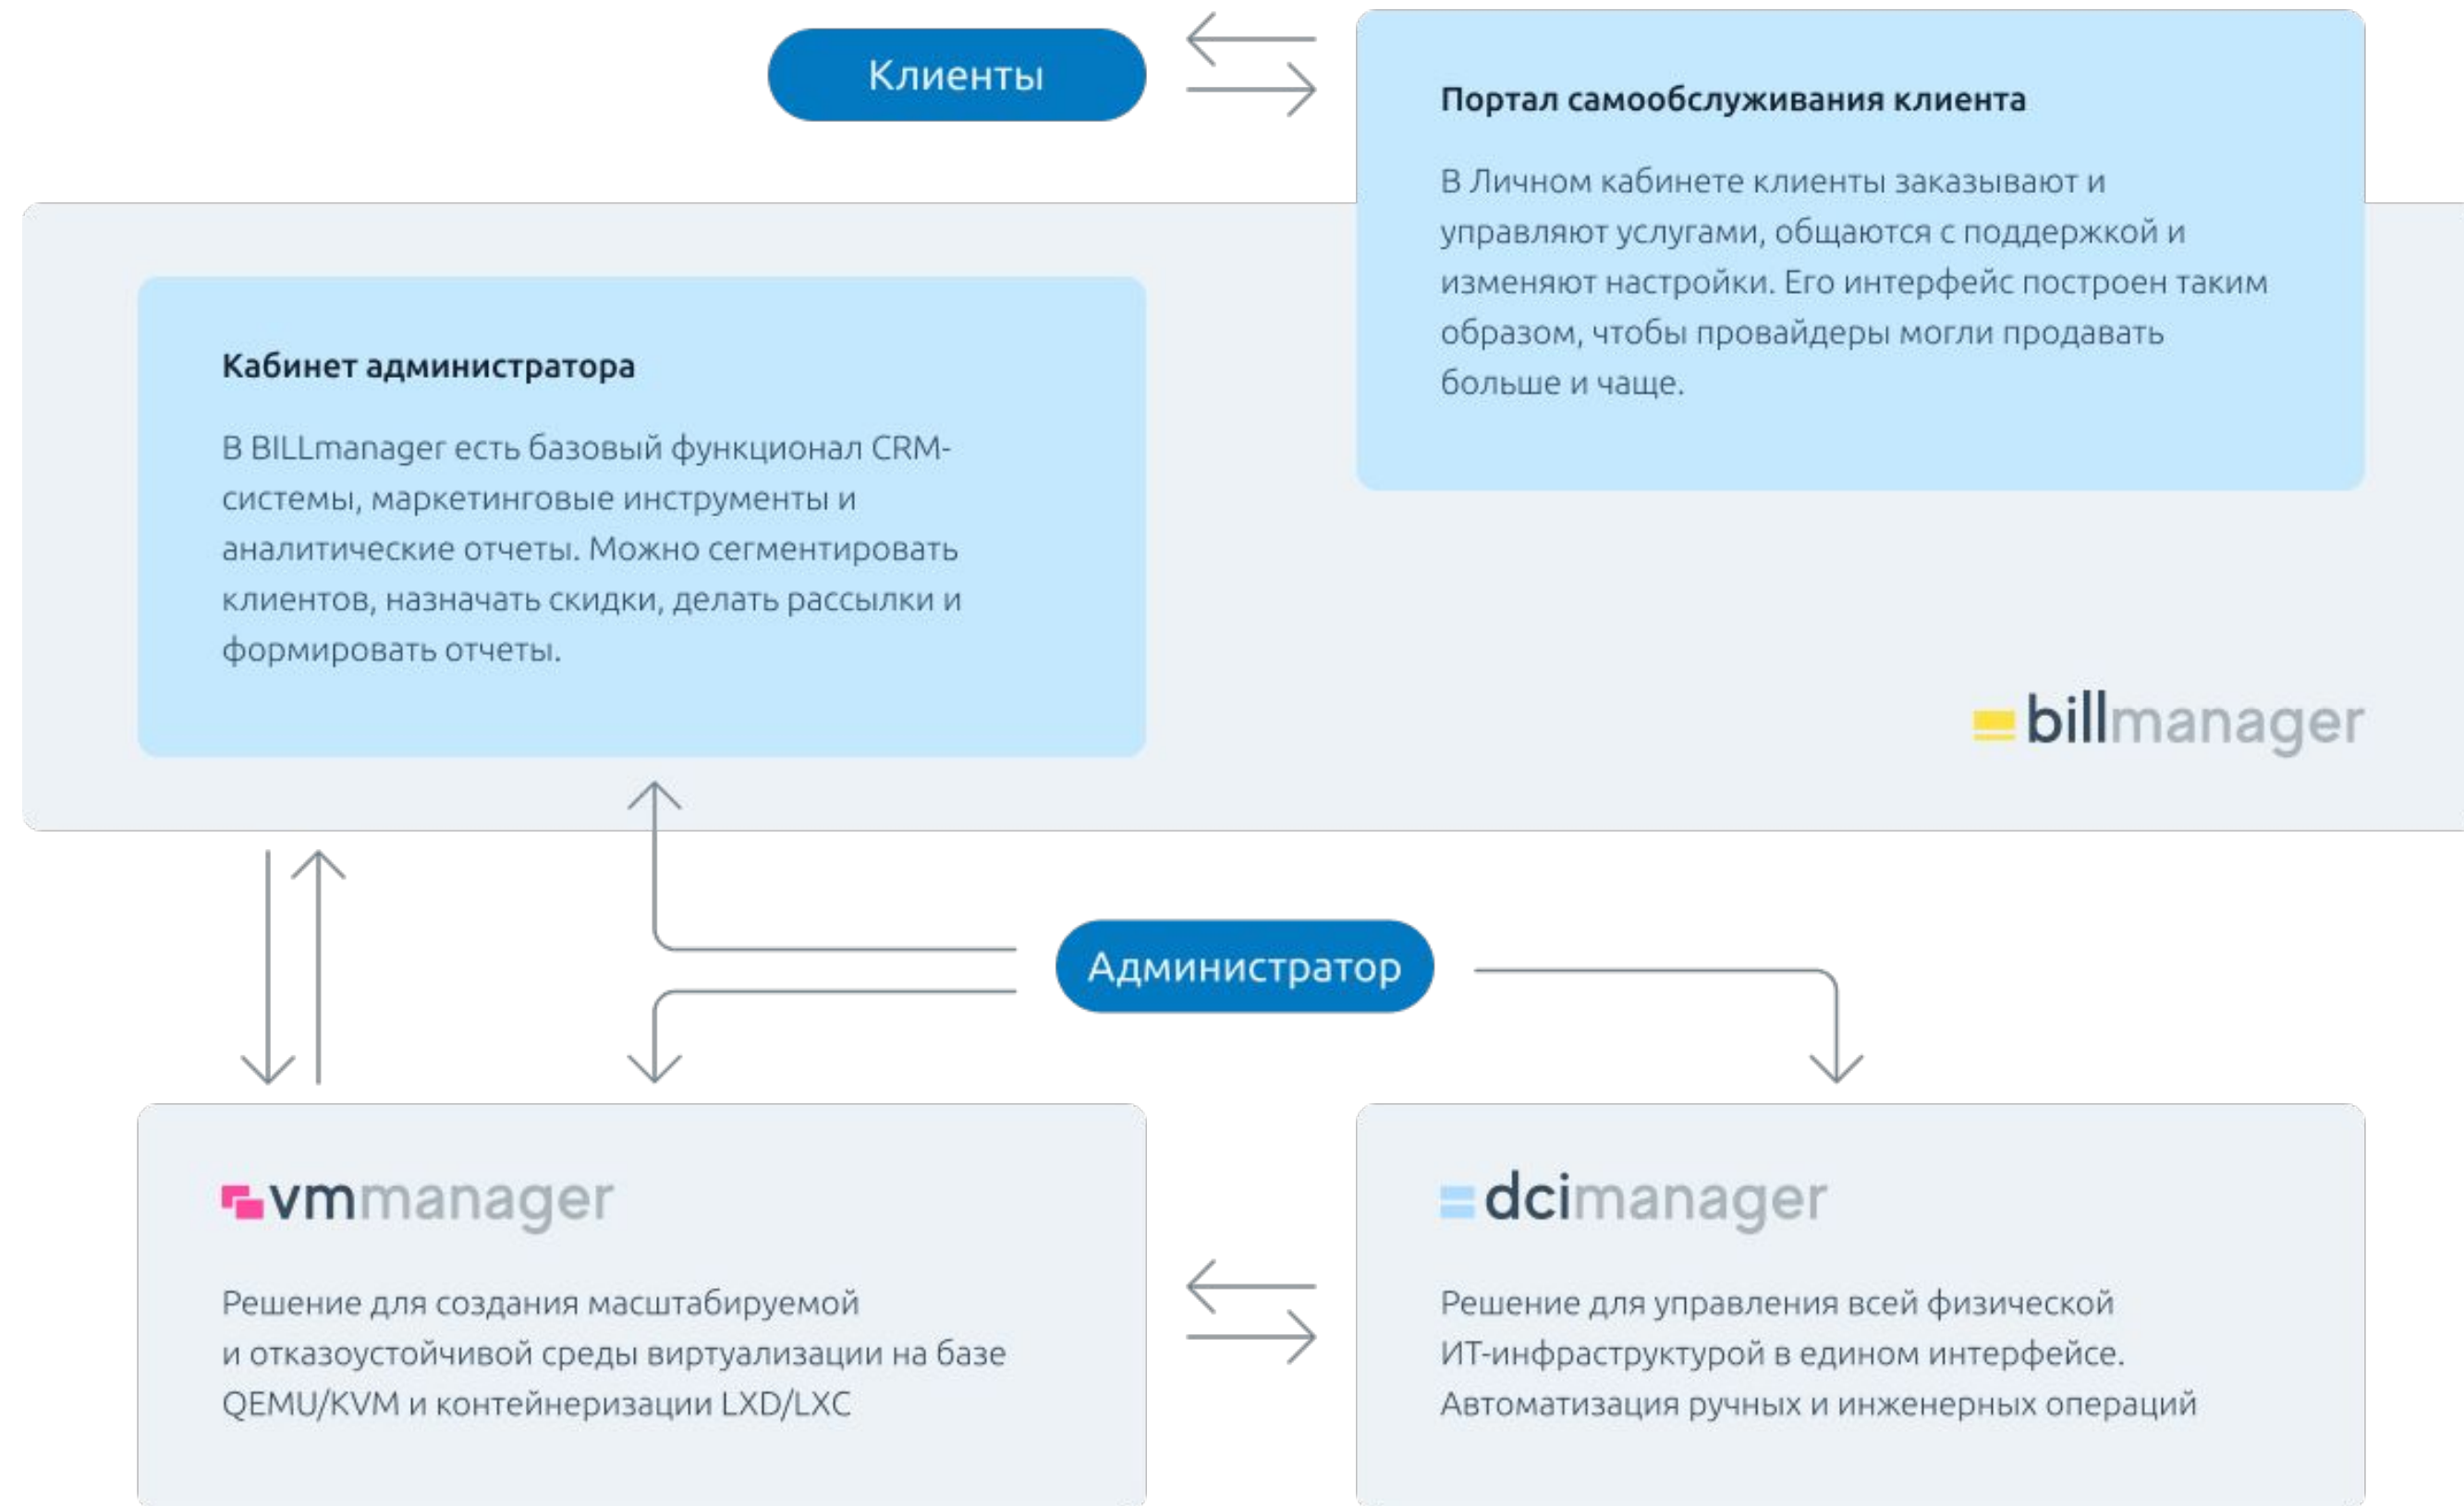 Клиенты
Портал самообслуживания клиента
В Личном кабинете клиенты заказывают и
управляют услугами, общаются с поддержкой и
изменяют настройки. Его интерфейс построен таким
образом, чтобы провайдеры могли продавать
больше и чаще.
Кабинет администратора
В BILLmanager есть базовый функционал CRM-
системы, маркетинговые инструменты и
аналитические отчеты. Можно сегментировать
клиентов, назначать скидки, делать рассылки и
формировать отчеты.
billmanager
Администратор
vmmanager
Решение для создания масштабируемой
и отказоустойчивой среды виртуализации на базе
QEMU/KVM и контейнеризации LXD/LXC
dcimanager
Решение для управления всей физической
ИТ-инфраструктурой в едином интерфейсе.
Автоматизация ручных и инженерных операций